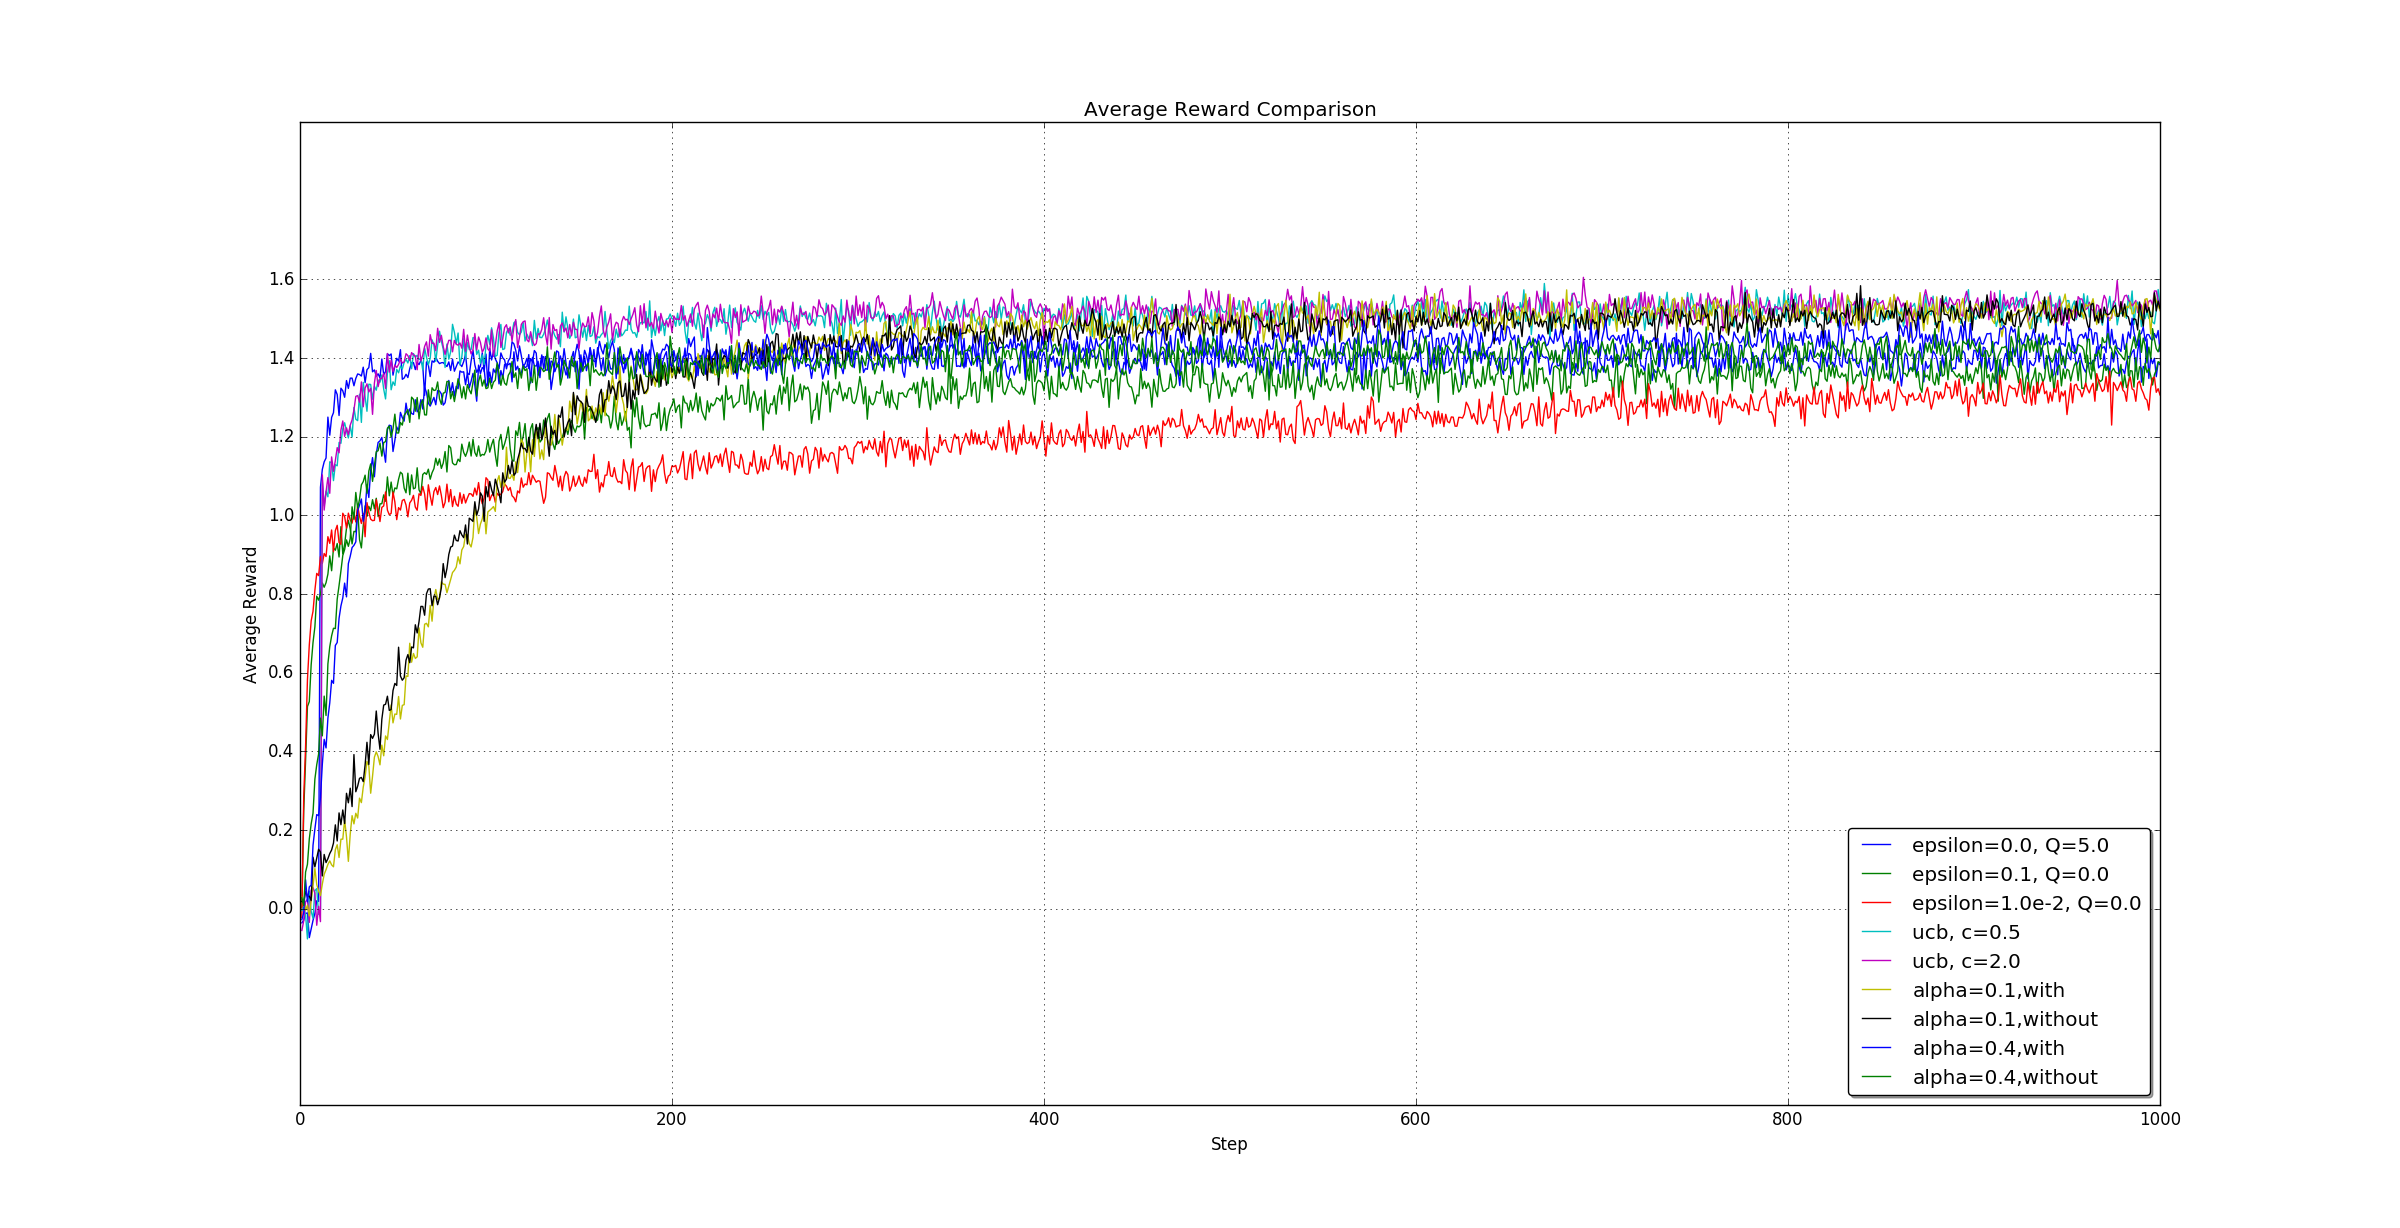 Average Reward Comparison
1.6
1.4
1.2
1.0
0.8
0.6
0.4
0.2
0.0
Average Reward
0
200
400
600
800
1000
Step
epsilon=0.0, Q=5.0
epsilon=0.1, Q=0.0
epsilon=1.0e-2, Q=0.0
ucb, c=0.5
ucb, c=2.0
alpha=0.1,with
alpha=0.1,without
alpha=0.4,with
alpha=0.4,without